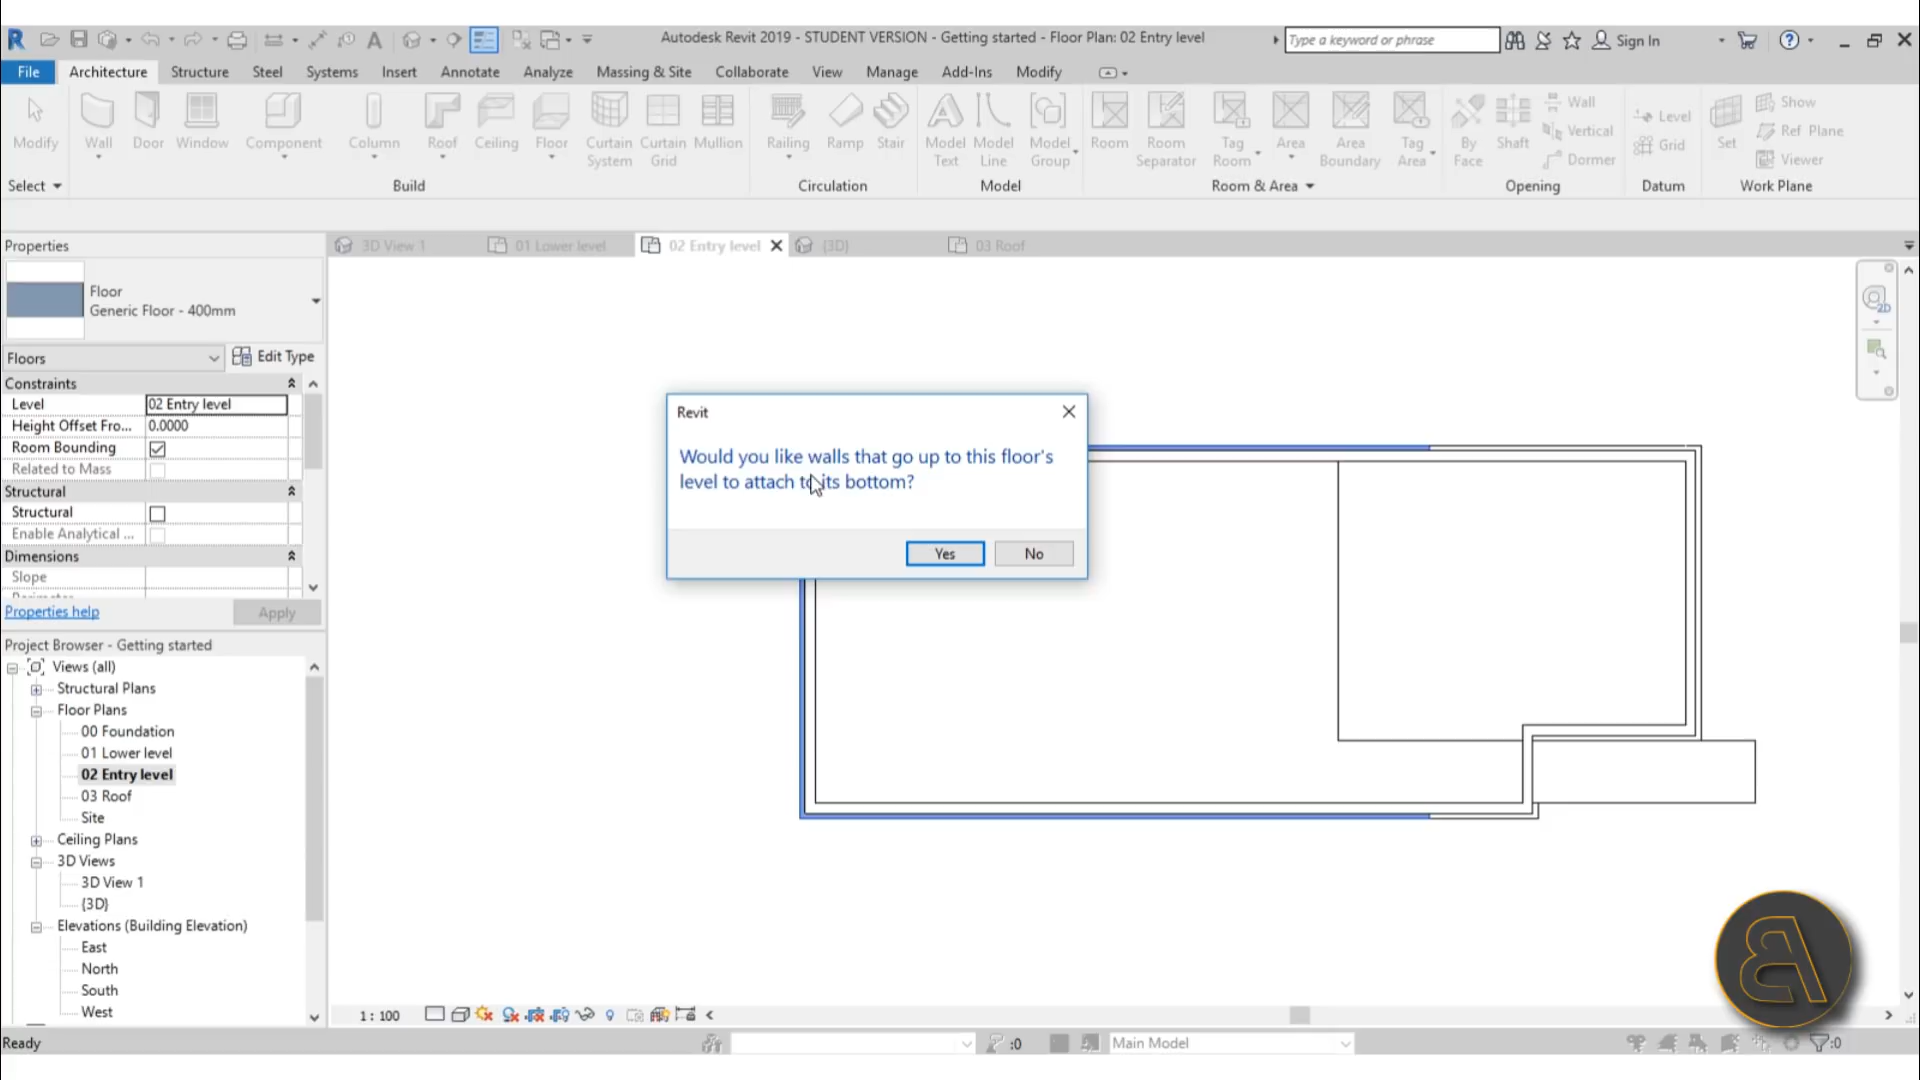 Autodesk Revit 2019 - STUDENT VERSION - Getting started - Floor Plan: 02 Entry level
Type a keyword or phrase
Sign In
File Architecture Structure Steel Systems Insert Annotate Analyze Massing & Site Collaborate View Manage Add-Ins Modify
Modify Wall Door Window Component Column Roof Ceiling Floor Curtain System Curtain Grid Mullion
Railing Ramp Stair
Model Text Model Line Model Group
Room Room Separator Tag Room Area Area Boundary Tag Area
By Face Shaft Wall Vertical Dormer
Level Grid
Set Show Ref Plane Viewer
Select Build Circulation Model Room & Area Opening Datum Work Plane
Properties
3D View 1 01 Lower level 02 Entry level {3D} 03 Roof
2D
Floor
Generic Floor - 400mm
Floors
Edit Type
Constraints
Level 02 Entry level
Height Offset Fro... 0.0000
Room Bounding
Related to Mass
Structural
Structural
Enable Analytical ...
Dimensions
Slope
Properties help
Apply
Revit
Would you like walls that go up to this floor's
level to attach to its bottom?
Yes No
Project Browser - Getting started
Views (all)
Structural Plans
Floor Plans
00 Foundation
01 Lower level
02 Entry level
03 Roof
Site
Ceiling Plans
3D Views
3D View 1
{3D}
Elevations (Building Elevation)
East
North
South
West
1 : 100
Ready
:0
Main Model
:0